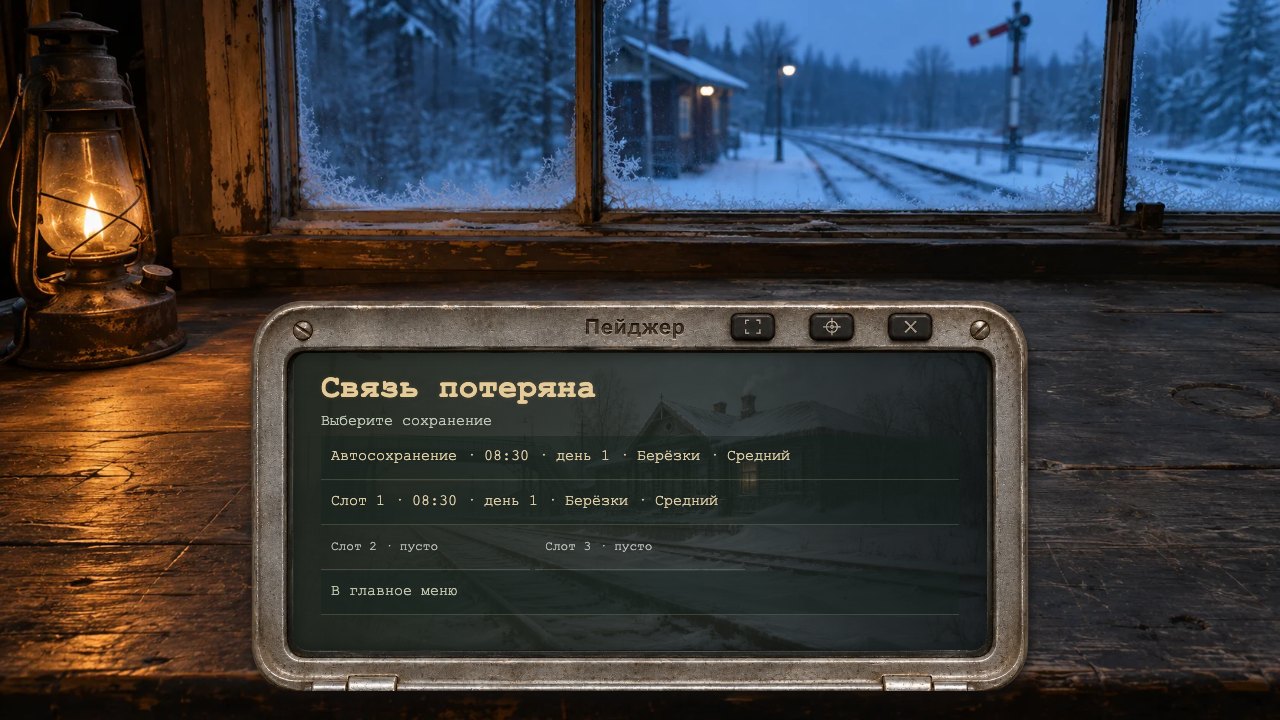 Пейджер
Связь потеряна
Выберите сохранение
Автосохранение · 08:30 · день 1 · Берёзки · Средний
Слот 1 · 08:30 · день 1 · Берёзки · Средний
Слот 2 · пусто Слот 3 · пусто
В главное меню